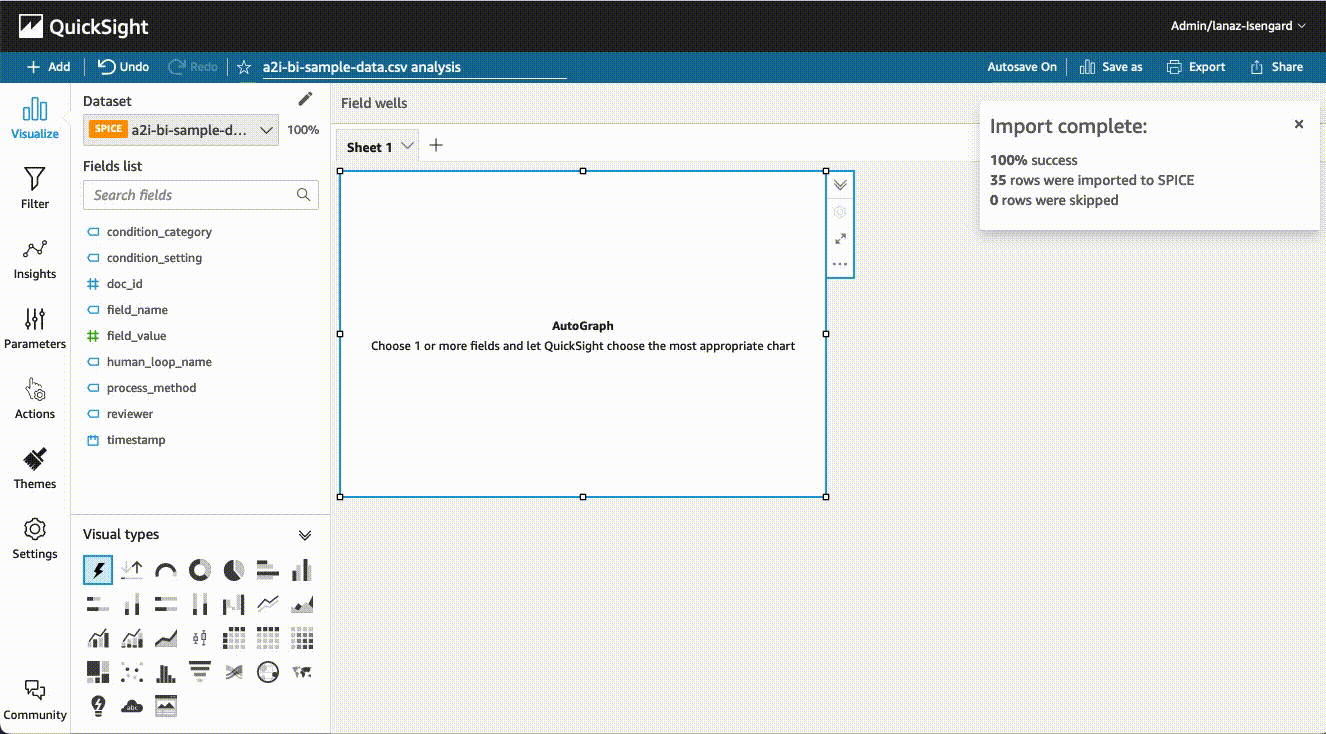 QuickSight
Admin/lanaz-Isengard
Add
Undo
Redo
a2i-bi-sample-data.csv analysis
Autosave On
Save as
Export
Share
Visualize
Filter
Insights
Parameters
Actions
Themes
Settings
Community
Dataset
SPICE a2i-bi-sample-d... 100%
Fields list
Search fields
condition_category
condition_setting
doc_id
field_name
field_value
human_loop_name
process_method
reviewer
timestamp
Visual types
abc
Field wells
Sheet 1
AutoGraph
Choose 1 or more fields and let QuickSight choose the most appropriate chart
Import complete:
100% success
35 rows were imported to SPICE
0 rows were skipped